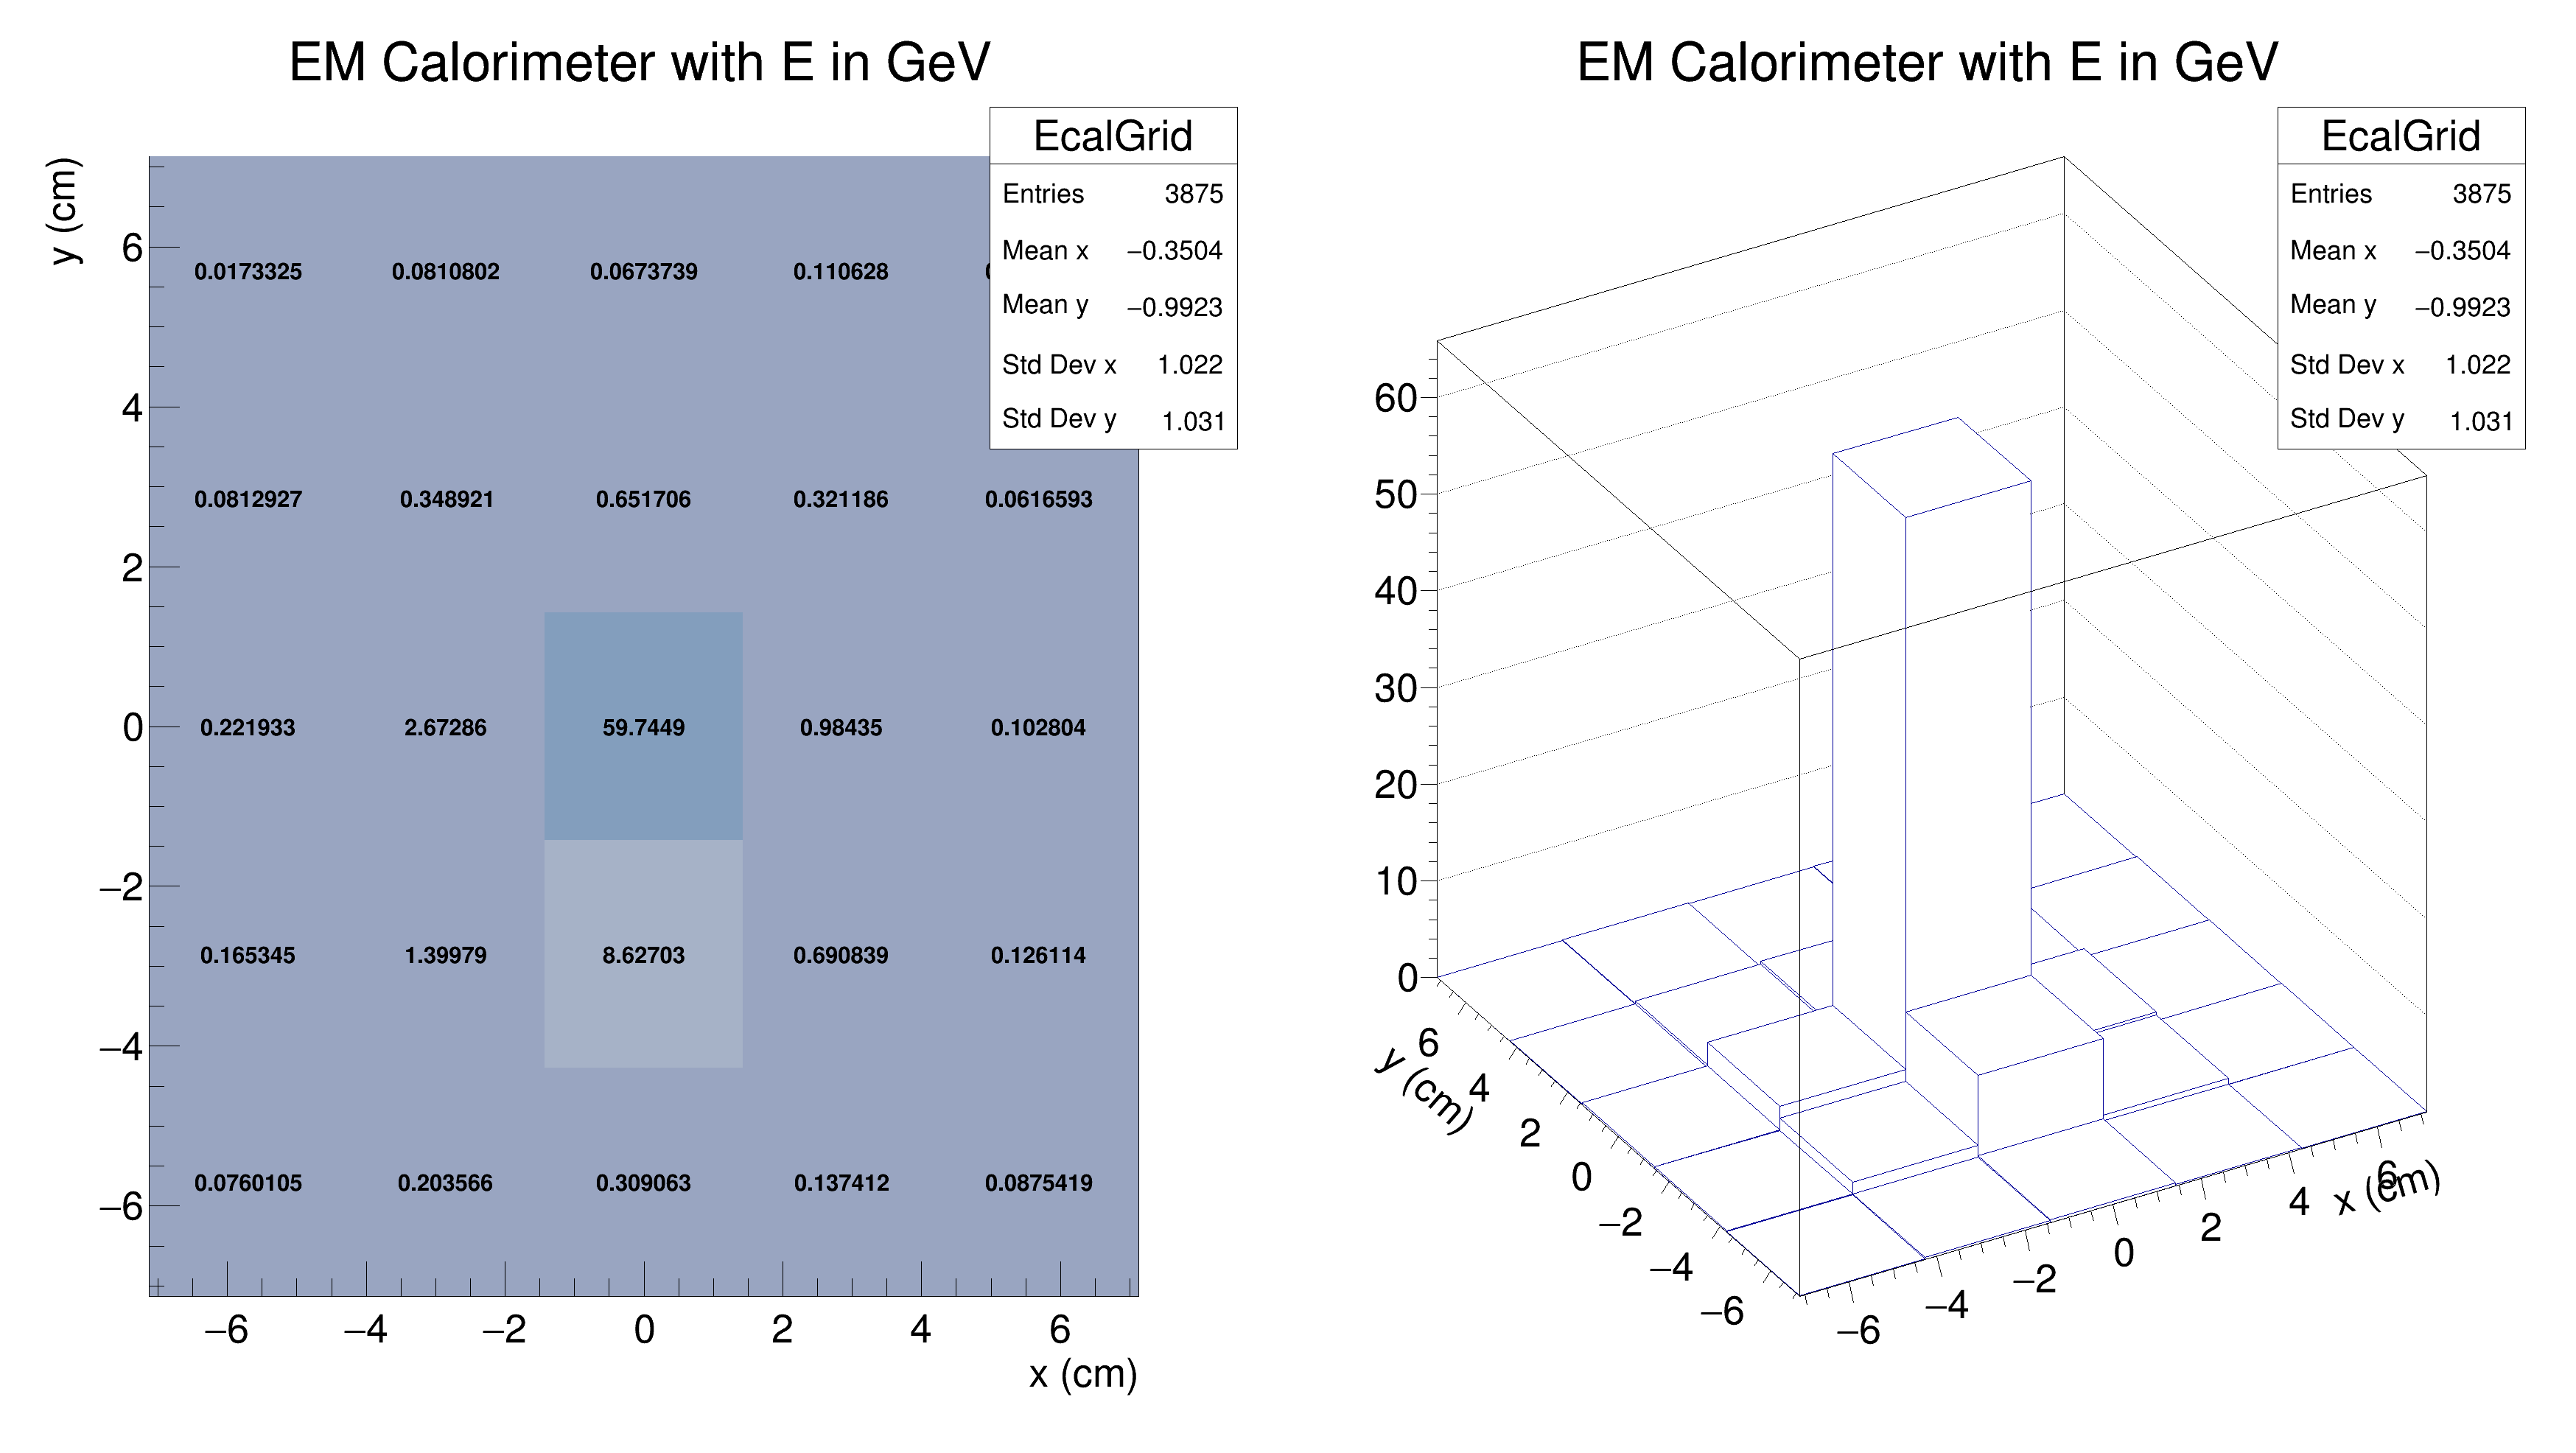 EM Calorimeter with E in GeV
EcalGrid
Entries 3875
Mean x −0.3504
Mean y −0.9923
Std Dev x 1.022
Std Dev y 1.031
y (cm)
6
4
2
0
−2
−4
−6
0.0173325 0.0810802 0.0673739 0.110628
0.0812927 0.348921 0.651706 0.321186 0.0616593
0.221933 2.67286 59.7449 0.98435 0.102804
0.165345 1.39979 8.62703 0.690839 0.126114
0.0760105 0.203566 0.309063 0.137412 0.0875419
−6 −4 −2 0 2 4 6
x (cm)
EM Calorimeter with E in GeV
EcalGrid
Entries 3875
Mean x −0.3504
Mean y −0.9923
Std Dev x 1.022
Std Dev y 1.031
60
50
40
30
20
10
0
6
4
2
0
−2
−4
−6
y (cm)
−6
−4
−2
0
2
4
6
x (cm)